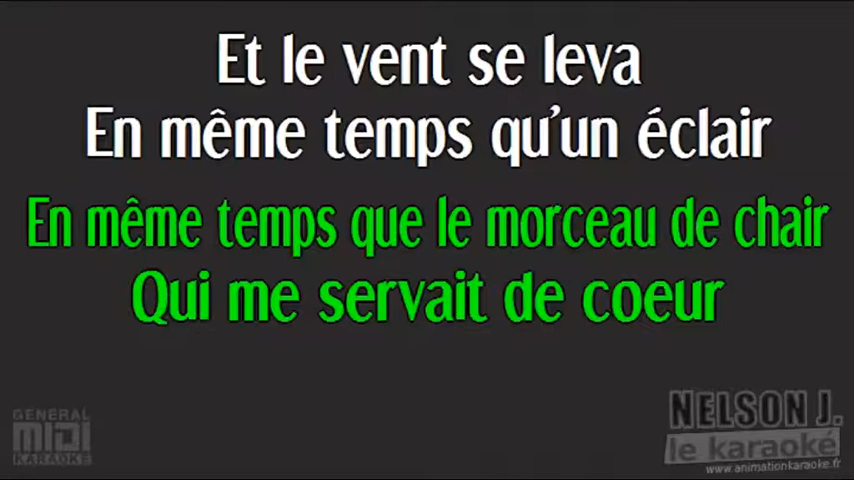 Et le vent se leva
En même temps qu'un éclair
En même temps que le morceau de chair
Qui me servait de coeur
GENERAL
MIDI
KARAOKE
NELSON J.
le karaoké
www.animationkaraoke.fr